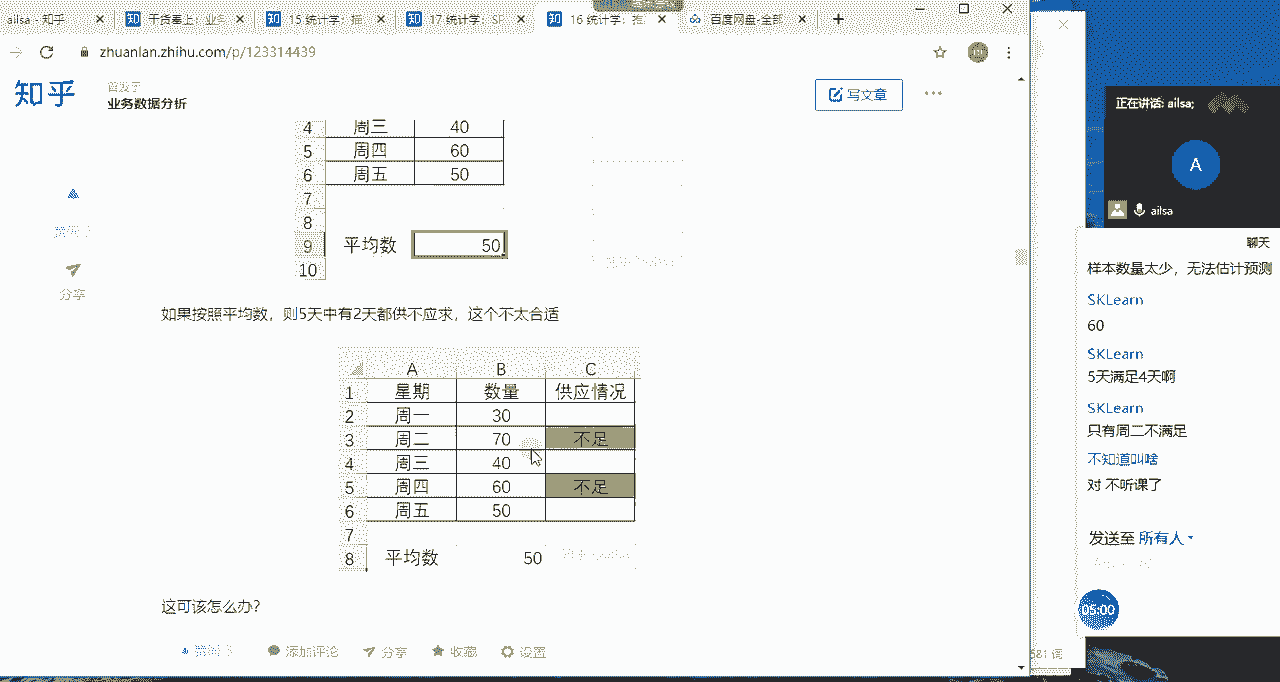 ailsa - 知乎
干货塞上: 业务
15 统计学: 描
17 统计学: SP
16 统计学: 推
百度网盘-全部
zhuanlan.zhihu.com/p/123314439
知乎
业务数据分析
写文章
4 周三 40
5 周四 60
6 周五 50
7
8
9 平均数 50
10
分享
如果按照平均数，则5天中有2天都供不应求，这个不太合适
A B C
1 星期 数量 供应情况
2 周一 30
3 周二 70 不足
4 周三 40
5 周四 60 不足
6 周五 50
7
8 平均数 50
这可该怎么办?
添加评论 分享 收藏 设置
正在讲话: ailsa;
A
ailsa
聊天
样本数量太少，无法估计预测
SKLearn
60
SKLearn
5天满足4天啊
SKLearn
只有周二不满足
不知道叫啥
对 不听课了
发送至 所有人
05:00
581 词